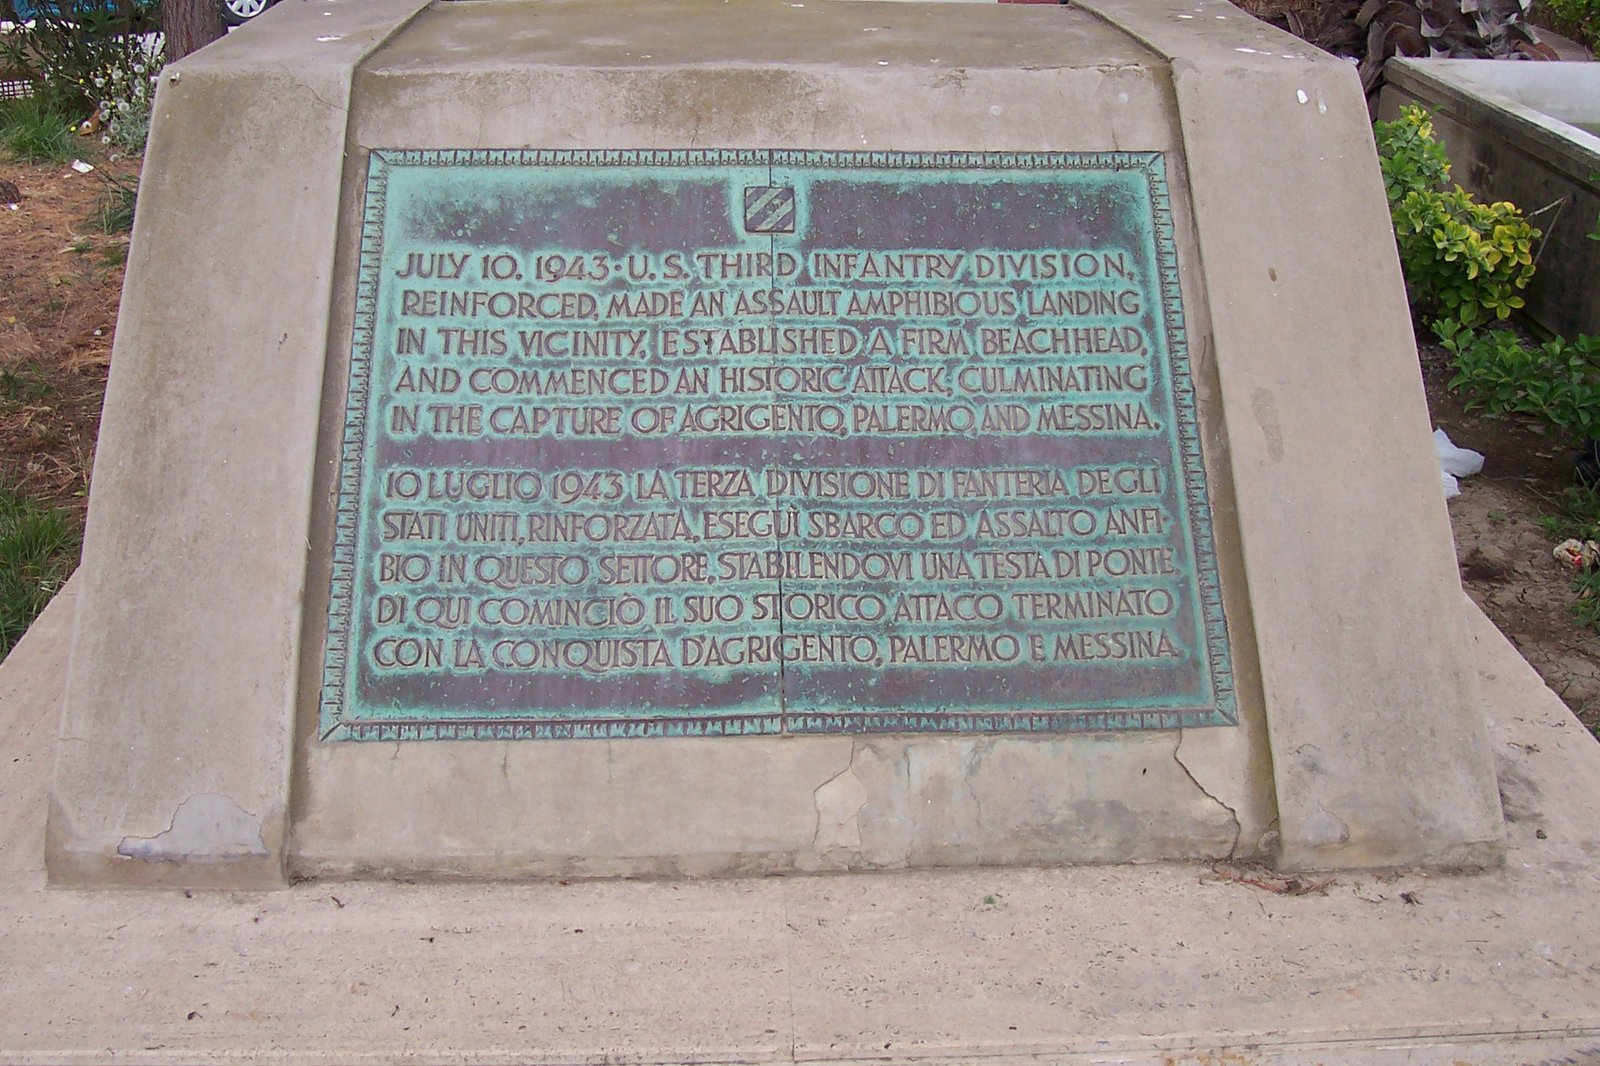 JULY 10. 1943 · U.S. THIRD INFANTRY DIVISION,
REINFORCED, MADE AN ASSAULT AMPHIBIOUS LANDING
IN THIS VICINITY, ESTABLISHED A FIRM BEACHHEAD,
AND COMMENCED AN HISTORIC ATTACK, CULMINATING
IN THE CAPTURE OF AGRIGENTO, PALERMO, AND MESSINA.
10 LUGLIO 1943 LA TERZA DIVISIONE DI FANTERIA DEGLI
STATI UNITI, RINFORZATA, ESEGUÌ SBARCO ED ASSALTO ANFI-
BIO IN QUESTO SETTORE, STABILENDOVI UNA TESTA DI PONTE.
DI QUI COMINCIÒ IL SUO STORICO ATTACO TERMINATO
CON LA CONQUISTA D'AGRIGENTO, PALERMO E MESSINA.